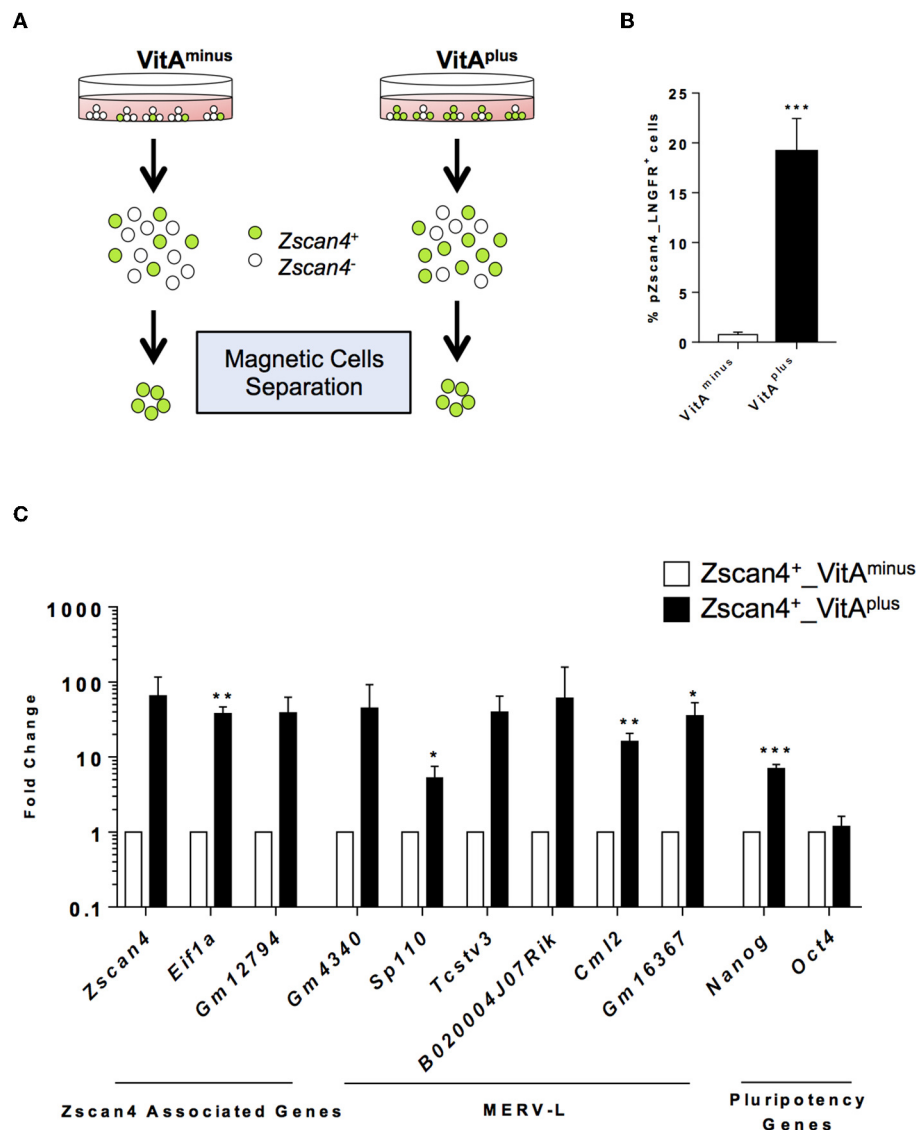 A
VitAminus
VitAplus
Zscan4+
Zscan4-
Magnetic Cells
Separation
B
% pZscan4_LNGFR+ cells
25
20
15
10
5
0
***
VitAminus
VitAplus
C
Zscan4+_VitAminus
Zscan4+_VitAplus
Fold Change
1000
100
10
1
0.1
**
*
**
*
***
Zscan4
Eif1a
Gm12794
Gm4340
Sp110
Tcstv3
B020004J07Rik
Cml2
Gm16367
Nanog
Oct4
Zscan4 Associated Genes
MERV-L
Pluripotency
Genes